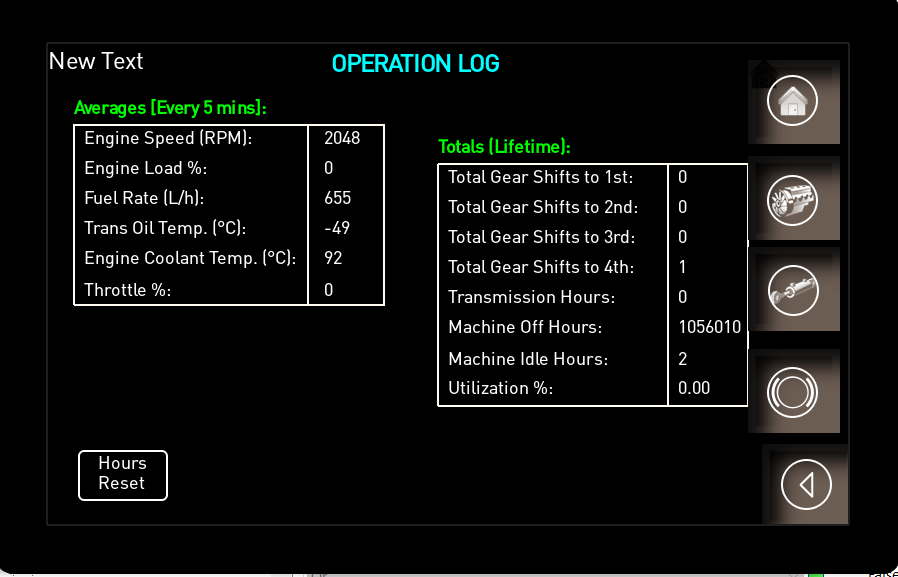 New Text
OPERATION LOG
Averages [Every 5 mins]:
Engine Speed (RPM): 2048
Engine Load %: 0
Fuel Rate (L/h): 655
Trans Oil Temp. (°C): -49
Engine Coolant Temp. (°C): 92
Throttle %: 0
Totals (Lifetime):
Total Gear Shifts to 1st: 0
Total Gear Shifts to 2nd: 0
Total Gear Shifts to 3rd: 0
Total Gear Shifts to 4th: 1
Transmission Hours: 0
Machine Off Hours: 1056010
Machine Idle Hours: 2
Utilization %: 0.00
Hours
Reset